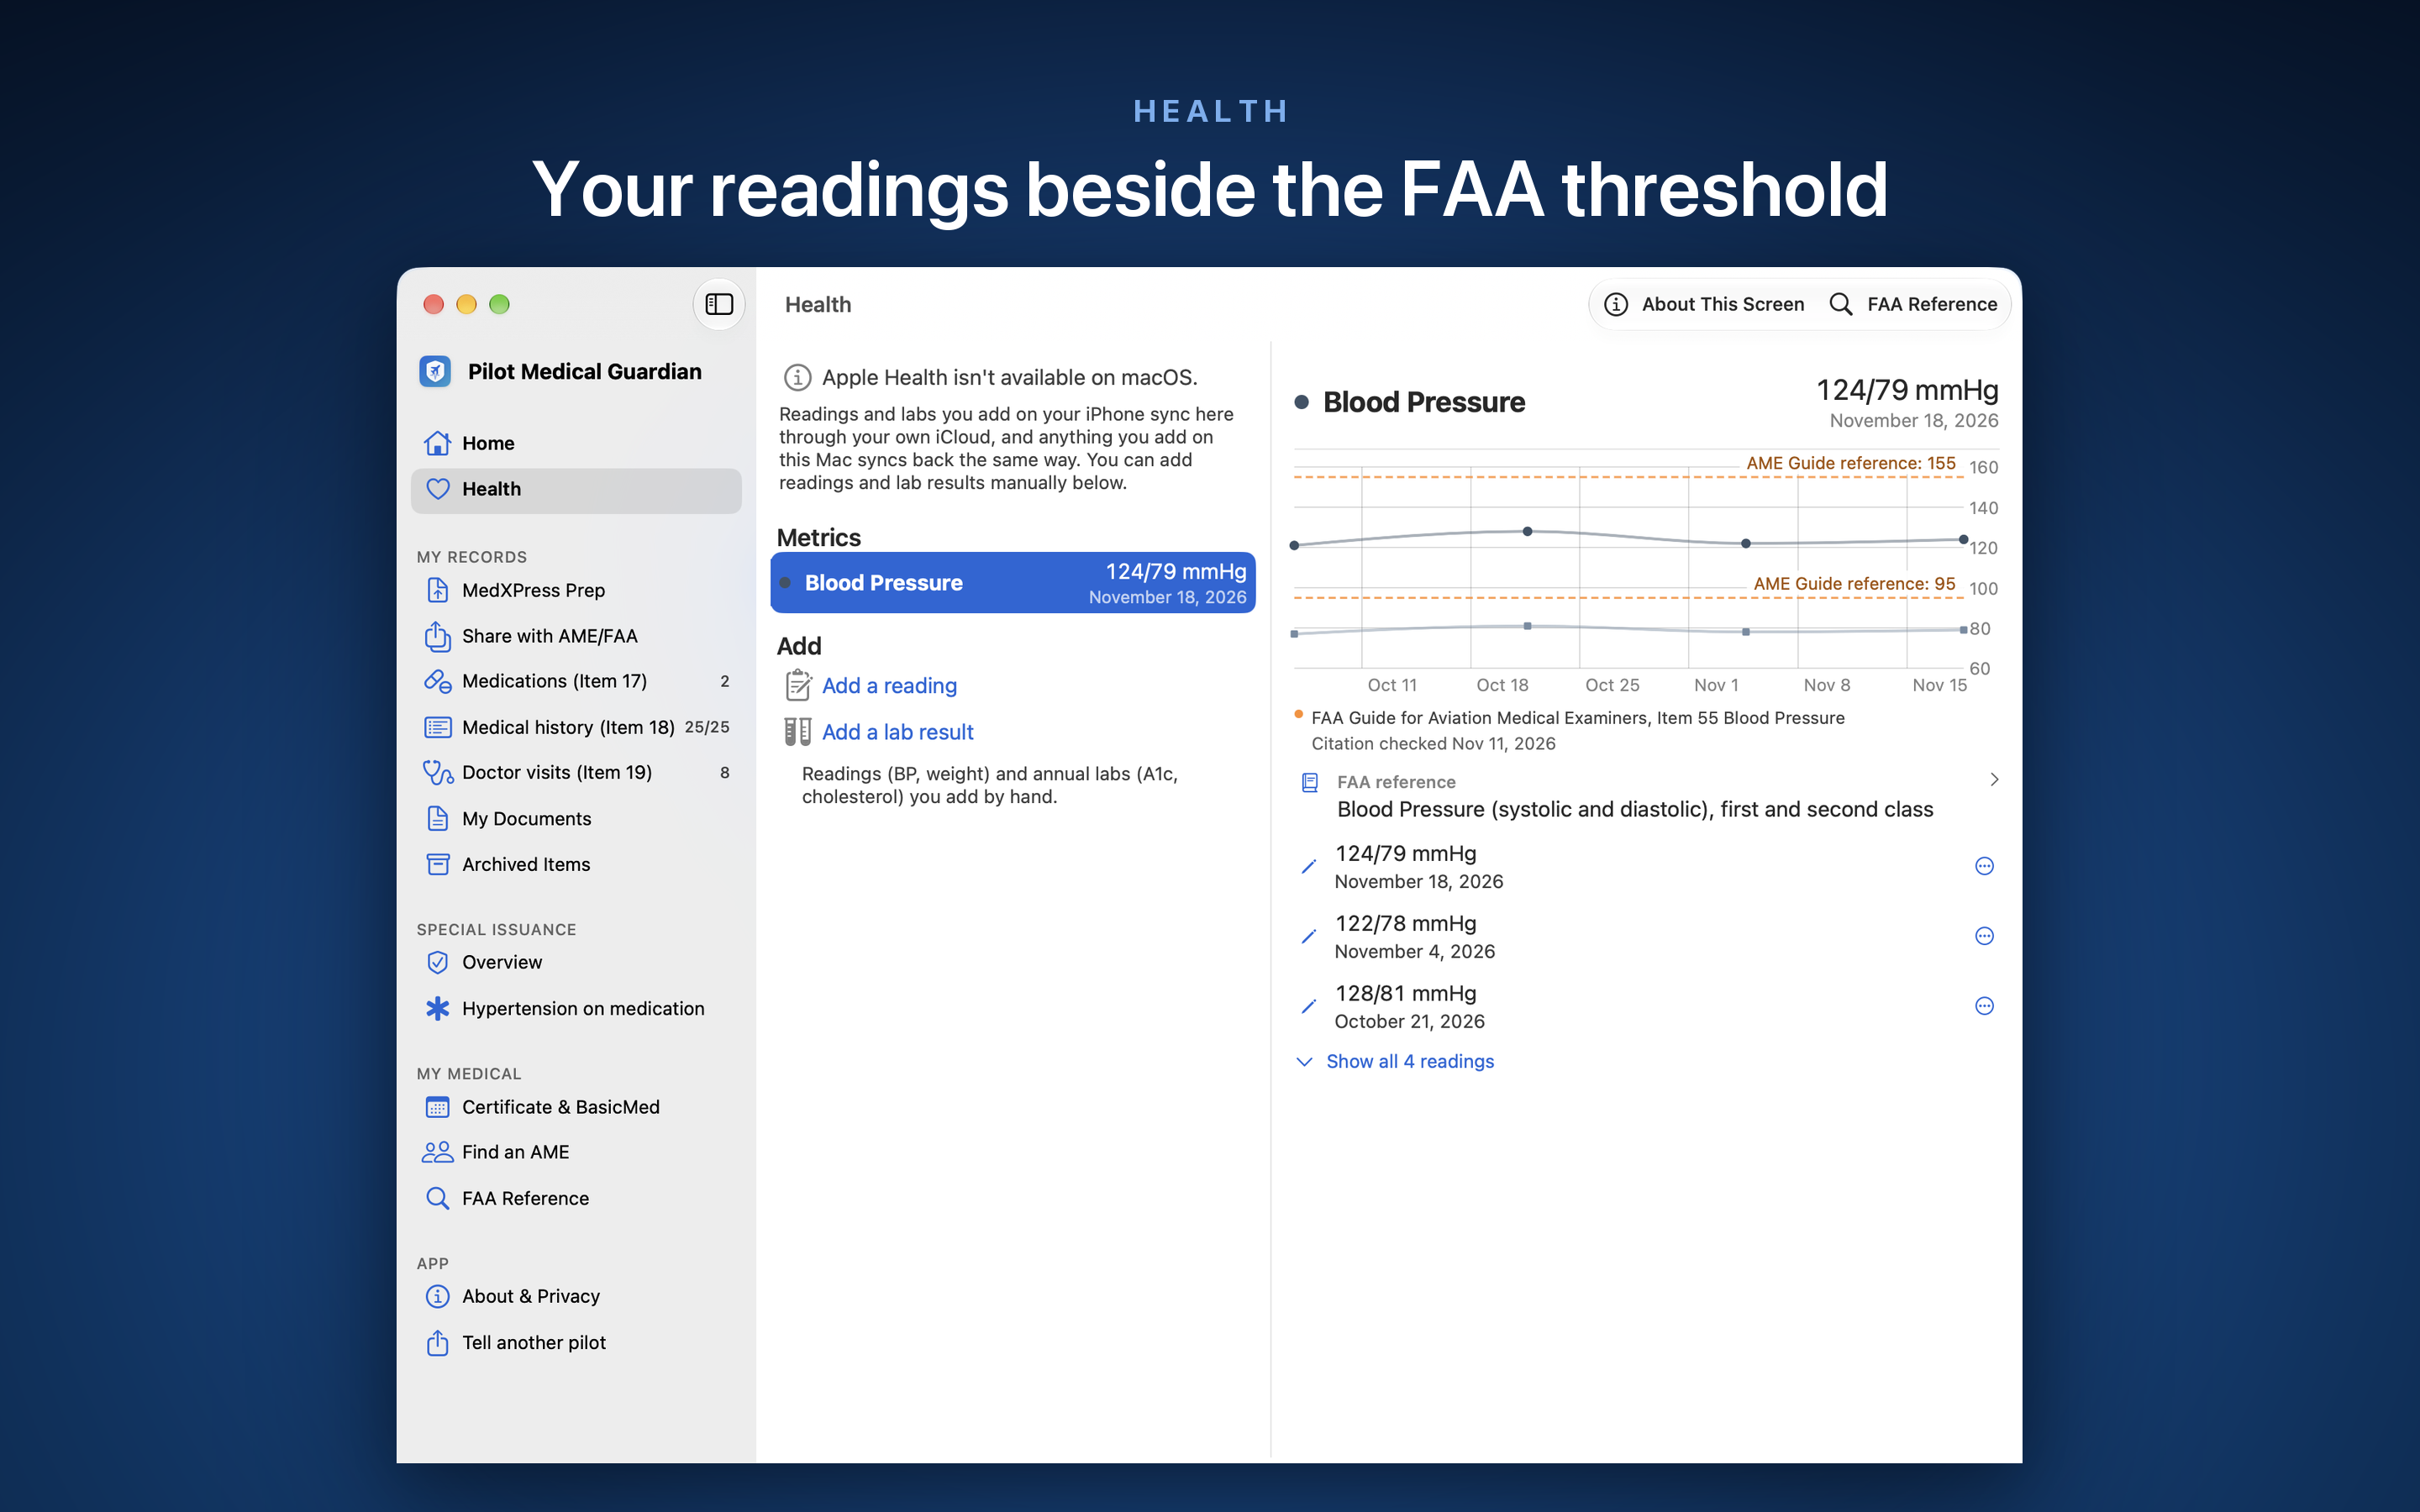 HEALTH
Your readings beside the FAA threshold
Pilot Medical Guardian
Home
Health
MY RECORDS
MedXPress Prep
Share with AME/FAA
Medications (Item 17) 2
Medical history (Item 18) 25/25
Doctor visits (Item 19) 8
My Documents
Archived Items
SPECIAL ISSUANCE
Overview
Hypertension on medication
MY MEDICAL
Certificate & BasicMed
Find an AME
FAA Reference
APP
About & Privacy
Tell another pilot
Health
About This Screen
FAA Reference
Apple Health isn't available on macOS.
Readings and labs you add on your iPhone sync here
through your own iCloud, and anything you add on
this Mac syncs back the same way. You can add
readings and lab results manually below.
Metrics
Blood Pressure
124/79 mmHg
November 18, 2026
Add
Add a reading
Add a lab result
Readings (BP, weight) and annual labs (A1c,
cholesterol) you add by hand.
Blood Pressure
124/79 mmHg
November 18, 2026
AME Guide reference: 155
160
140
120
AME Guide reference: 95
100
80
60
Oct 11
Oct 18
Oct 25
Nov 1
Nov 8
Nov 15
FAA Guide for Aviation Medical Examiners, Item 55 Blood Pressure
Citation checked Nov 11, 2026
FAA reference
Blood Pressure (systolic and diastolic), first and second class
124/79 mmHg
November 18, 2026
122/78 mmHg
November 4, 2026
128/81 mmHg
October 21, 2026
Show all 4 readings